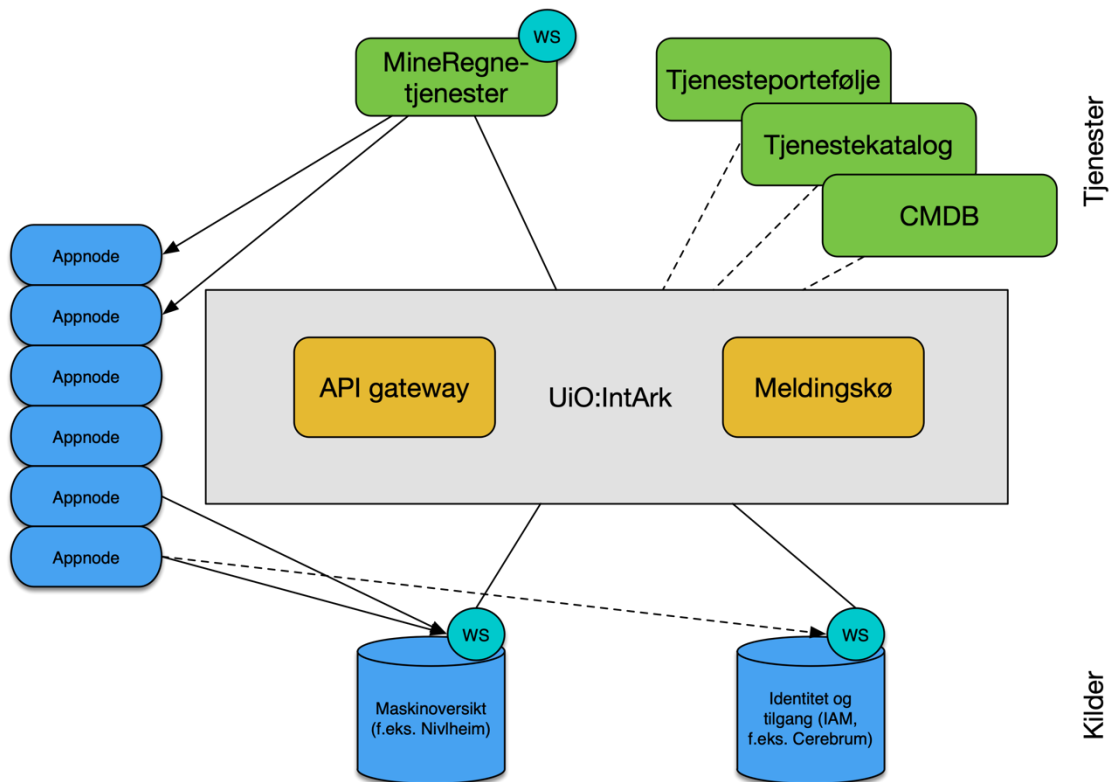 WS
MineRegne-
tjenester
Tjenesteportefølje
Tjenestekatalog
CMDB
Tjenester
Appnode
Appnode
Appnode
Appnode
Appnode
Appnode
API gateway
UiO:IntArk
Meldingskø
WS
Maskinoversikt
(f.eks. Nivlheim)
WS
Identitet og
tilgang (IAM,
f.eks. Cerebrum)
Kilder